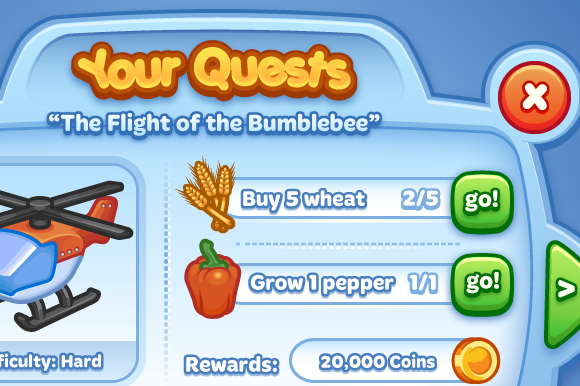 Your Quests
"The Flight of the Bumblebee"
Buy 5 wheat 2/5 go!
Grow 1 pepper 1/1 go!
Hard
Rewards: 20,000 Coins